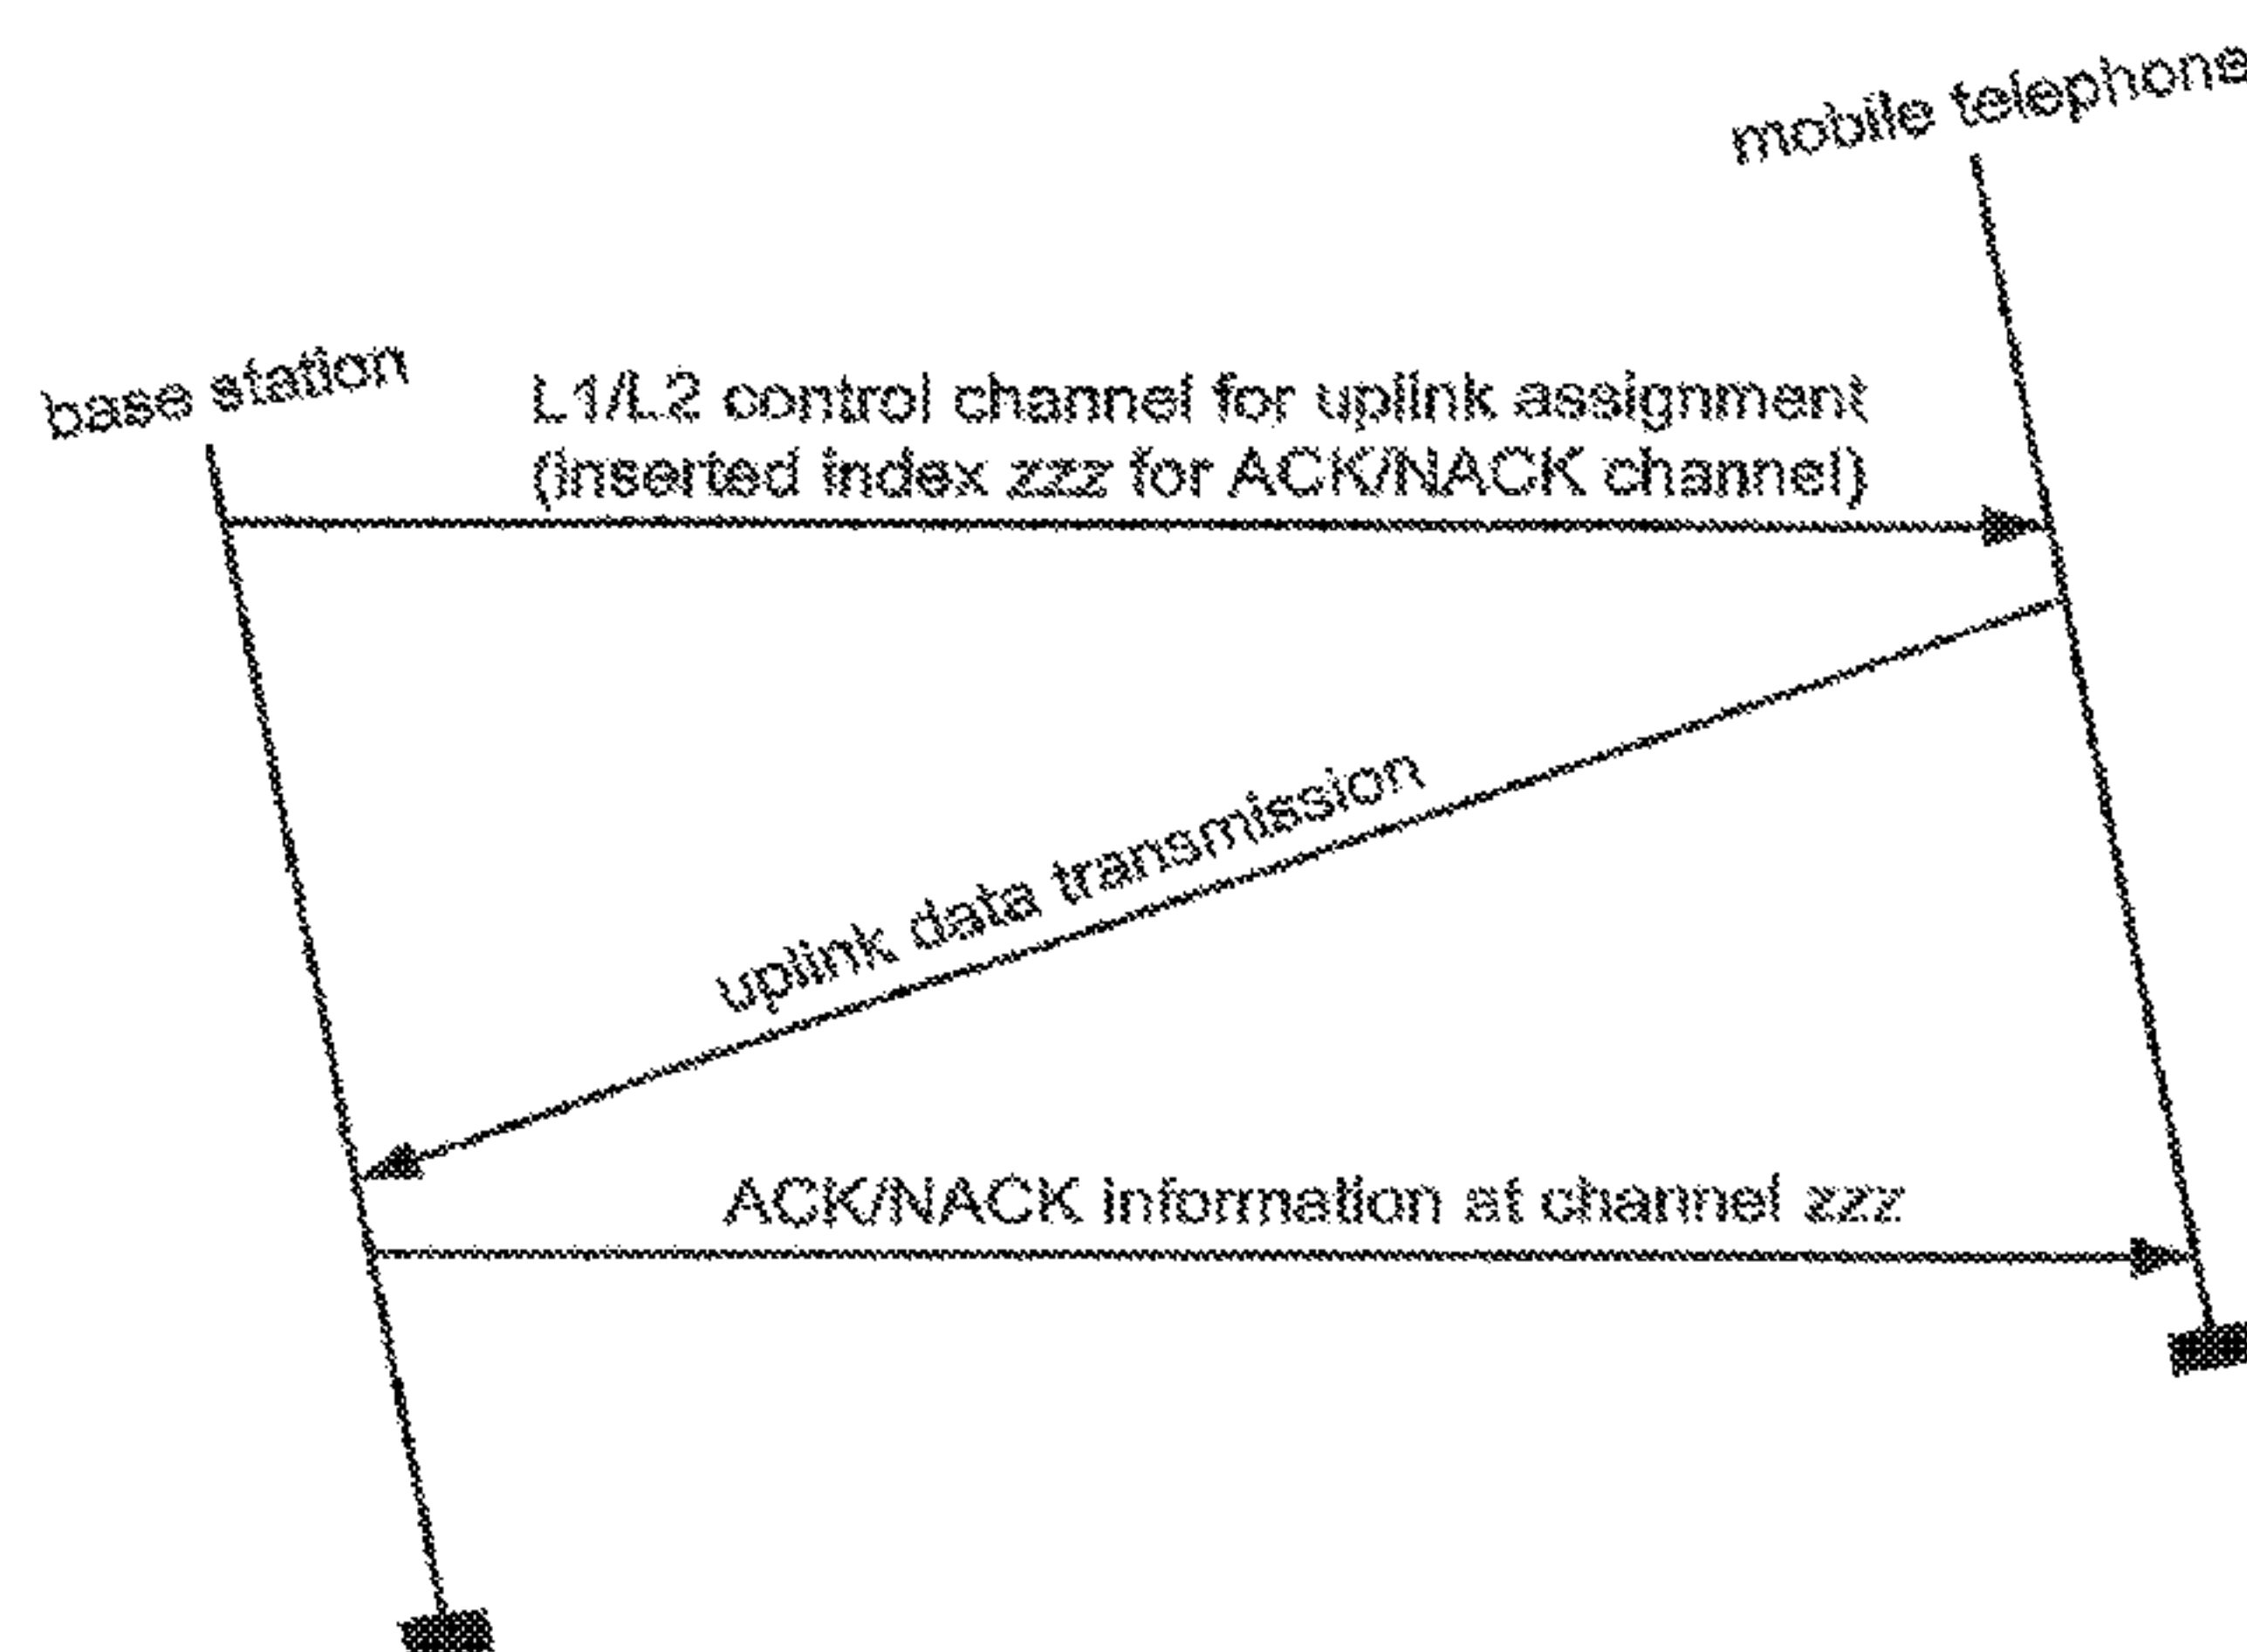 mobile telephone
base station
L1/L2 control channel for uplink assignment
(inserted index zzz for ACK/NACK channel)
uplink data transmission
ACK/NACK information at channel zzz